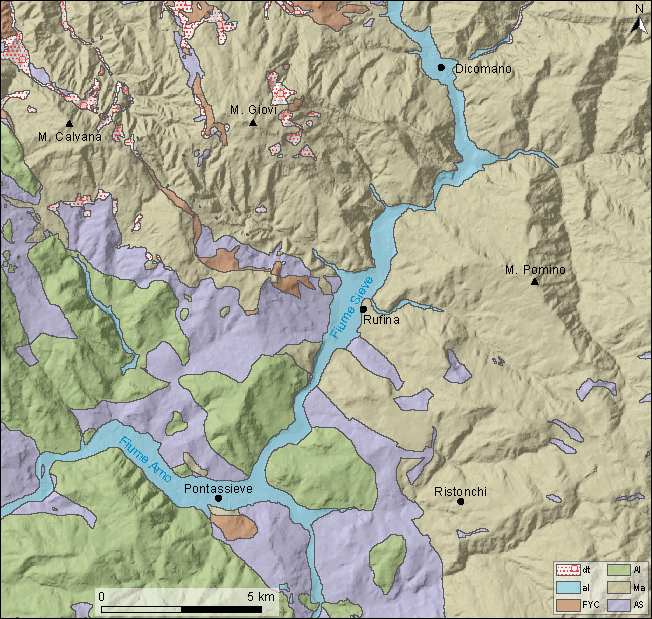 N
Dicomano
M. Giovi
M. Calvana
M. Pomino
Fiume Sieve
Rufina
Fiume Arno
Pontassieve
Ristonchi
0 5 km
dt Al
al Ma
FYC AS